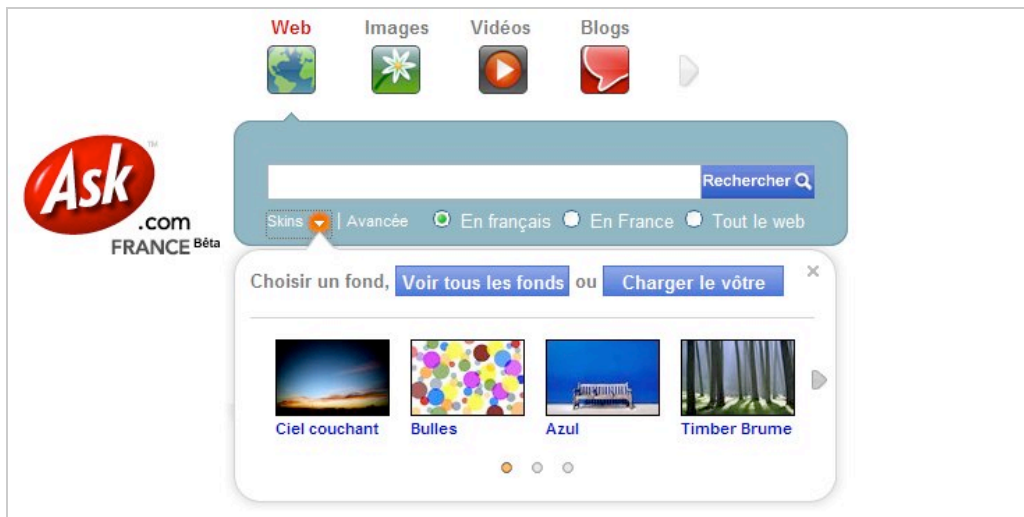 Web Images Vidéos Blogs
Ask TM
.com
FRANCE Bêta
Rechercher
Skins | Avancée En français En France Tout le web
Choisir un fond, Voir tous les fonds ou Charger le vôtre
Ciel couchant Bulles Azul Timber Brume